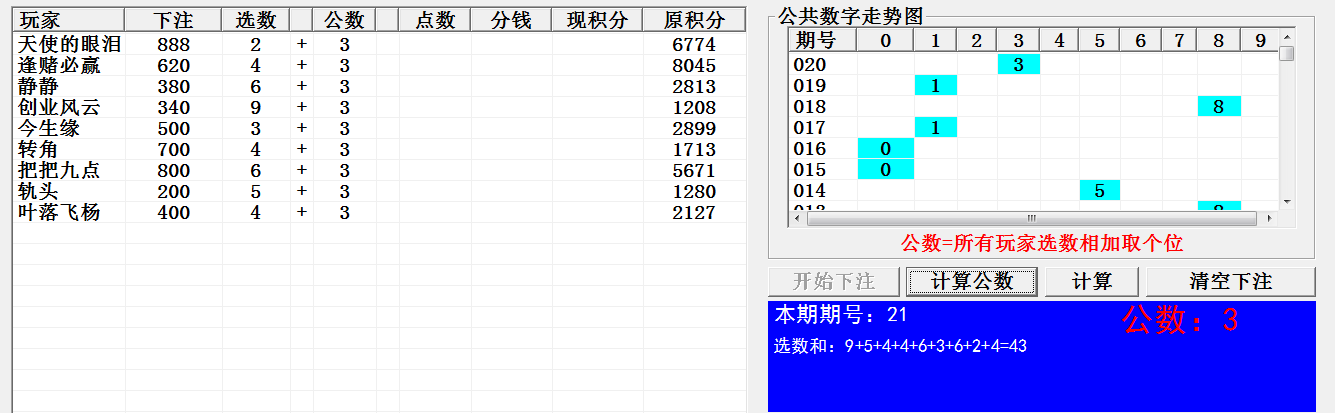 玩家 下注 选数 公数 点数 分钱 现积分 原积分
天使的眼泪 888 2 + 3 6774
逢赌必赢 620 4 + 3 8045
静静 380 6 + 3 2813
创业风云 340 9 + 3 1208
今生缘 500 3 + 3 2899
转角 700 4 + 3 1713
把把九点 800 6 + 3 5671
轨头 200 5 + 3 1280
叶落飞杨 400 4 + 3 2127
公共数字走势图
期号 0 1 2 3 4 5 6 7 8 9
020 3
019 1
018 8
017 1
016 0
015 0
014 5
013 8
公数=所有玩家选数相加取个位
开始下注 计算公数 计算 清空下注
本期期号：21 公数：3
选数和：9+5+4+4+6+3+6+2+4=43